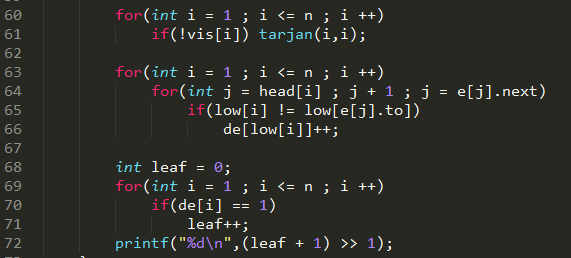 60 for(int i = 1 ; i <= n ; i ++)
61 if(!vis[i]) tarjan(i,i);
62
63 for(int i = 1 ; i <= n ; i ++)
64 for(int j = head[i] ; j + 1 ; j = e[j].next)
65 if(low[i] != low[e[j].to])
66 de[low[i]]++;
67
68 int leaf = 0;
69 for(int i = 1 ; i <= n ; i ++)
70 if(de[i] == 1)
71 leaf++;
72 printf("%d\n",(leaf + 1) >> 1);